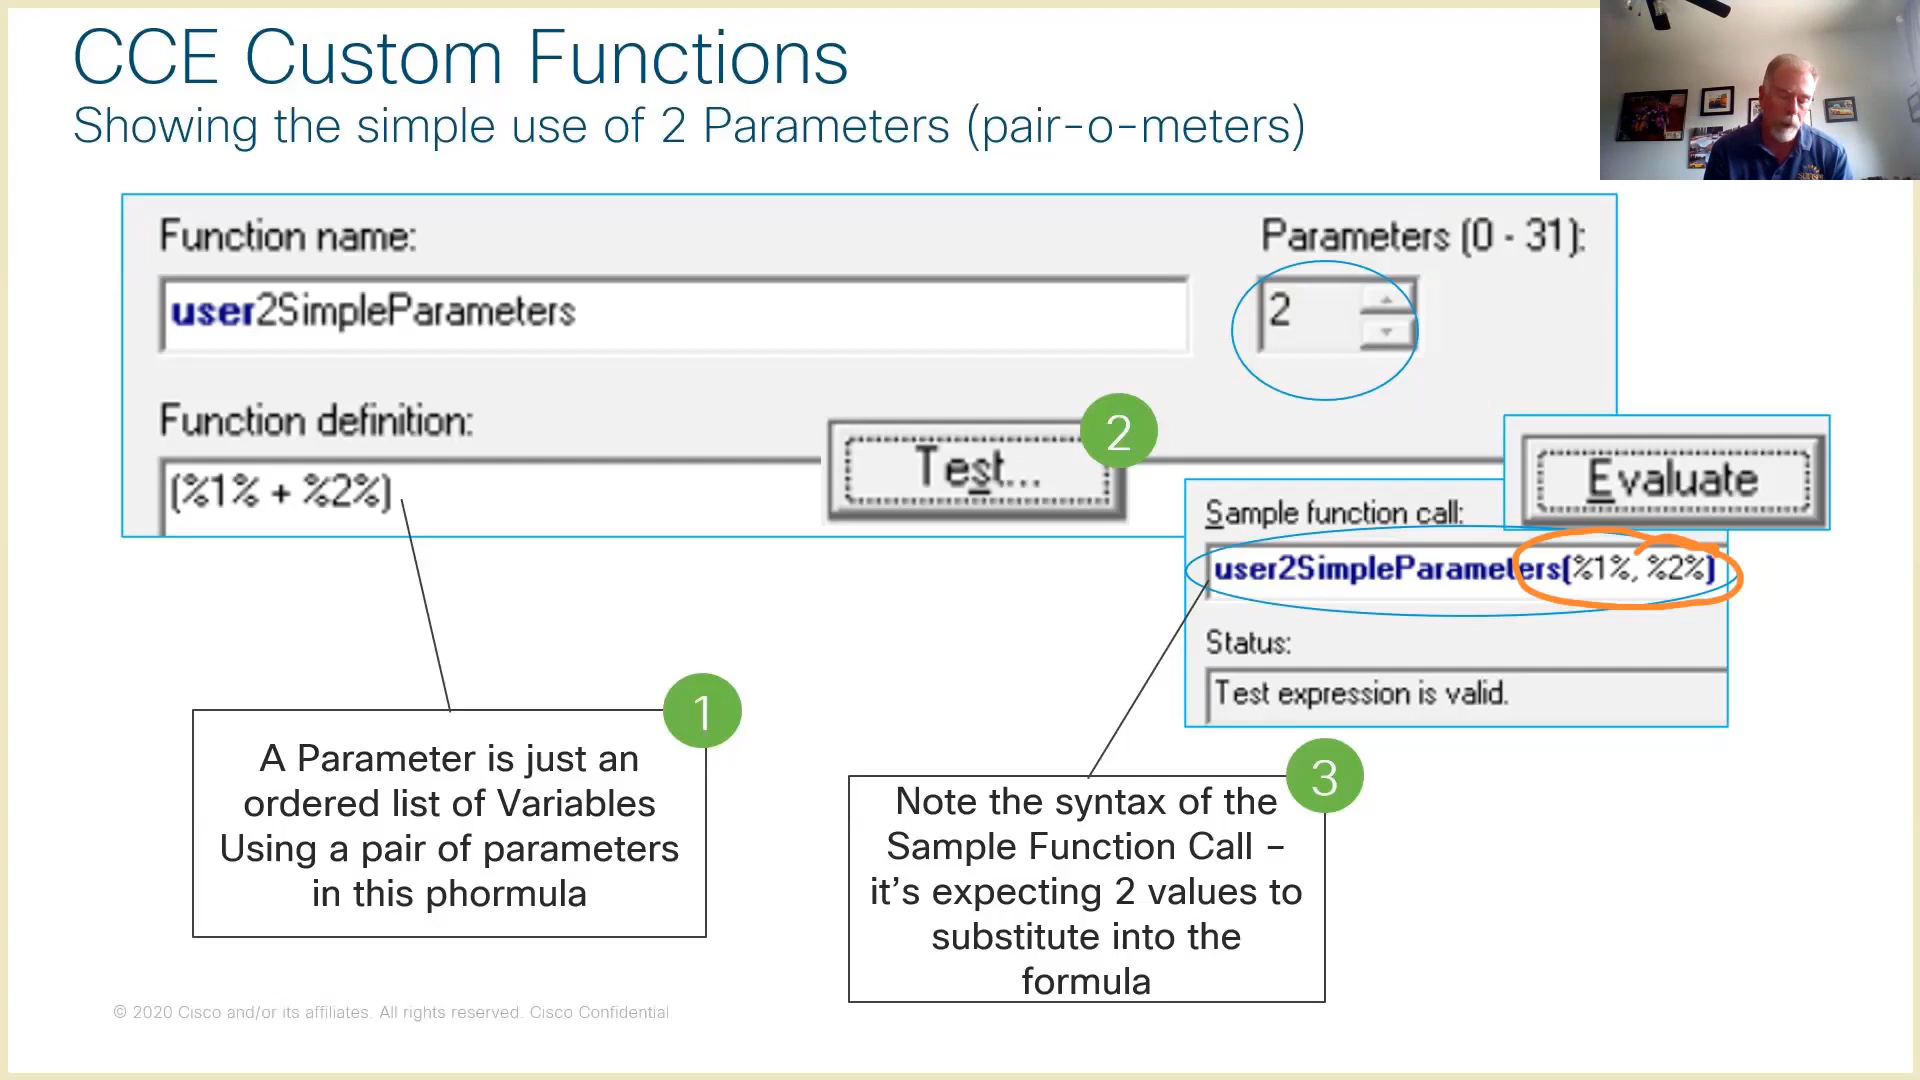 CCE Custom Functions
Showing the simple use of 2 Parameters (pair-o-meters)
Function name:
Parameters (0 - 31):
user2SimpleParameters
2
Function definition:
(%1% + %2%)
Test...
2
Evaluate
Sample function call:
user2SimpleParameters(%1%, %2%)
Status:
Test expression is valid.
1
A Parameter is just an
ordered list of Variables
Using a pair of parameters
in this phormula
3
Note the syntax of the
Sample Function Call –
it's expecting 2 values to
substitute into the
formula
© 2020 Cisco and/or its affiliates. All rights reserved. Cisco Confidential